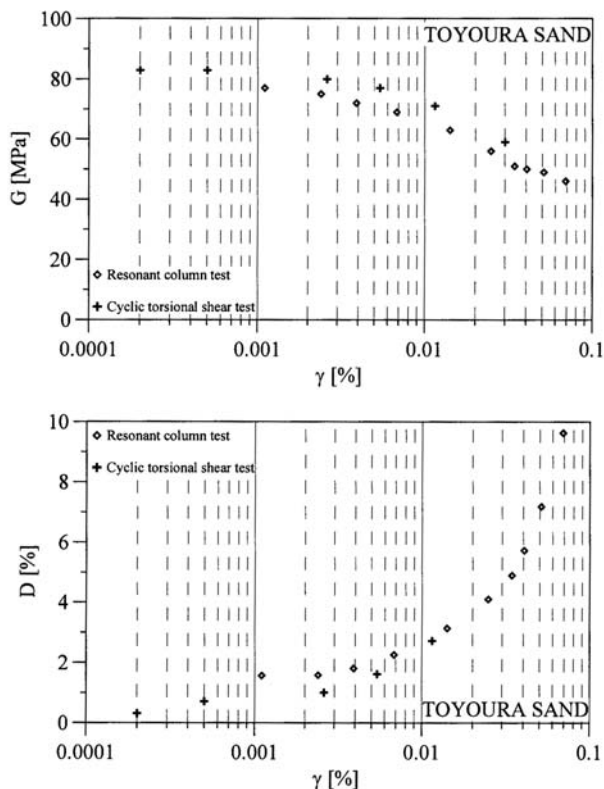 TOYOURA SAND
100
80
60
40
20
0
G [MPa]
Resonant column test
Cyclic torsional shear test
0.0001 0.001 0.01 0.1
γ [%]
10
8
6
4
2
0
D [%]
Resonant column test
Cyclic torsional shear test
TOYOURA SAND
0.0001 0.001 0.01 0.1
γ [%]